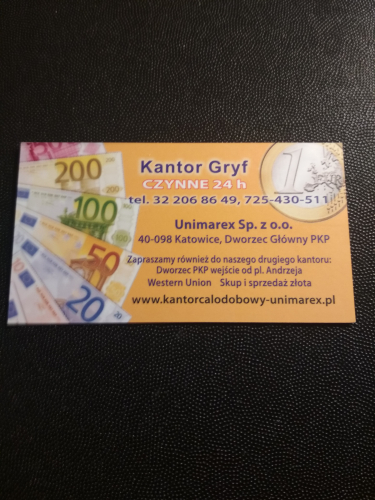 Kantor Gryf
CZYNNE 24 h
tel. 32 206 86 49, 725-430-511
Unimarex Sp. z o.o.
40-098 Katowice, Dworzec Główny PKP
Zapraszamy również do naszego drugiego kantoru:
Dworzec PKP wejście od pl. Andrzeja
Western Union Skup i sprzedaż złota
www.kantorcalodobowy-unimarex.pl
200
100
50
20
1